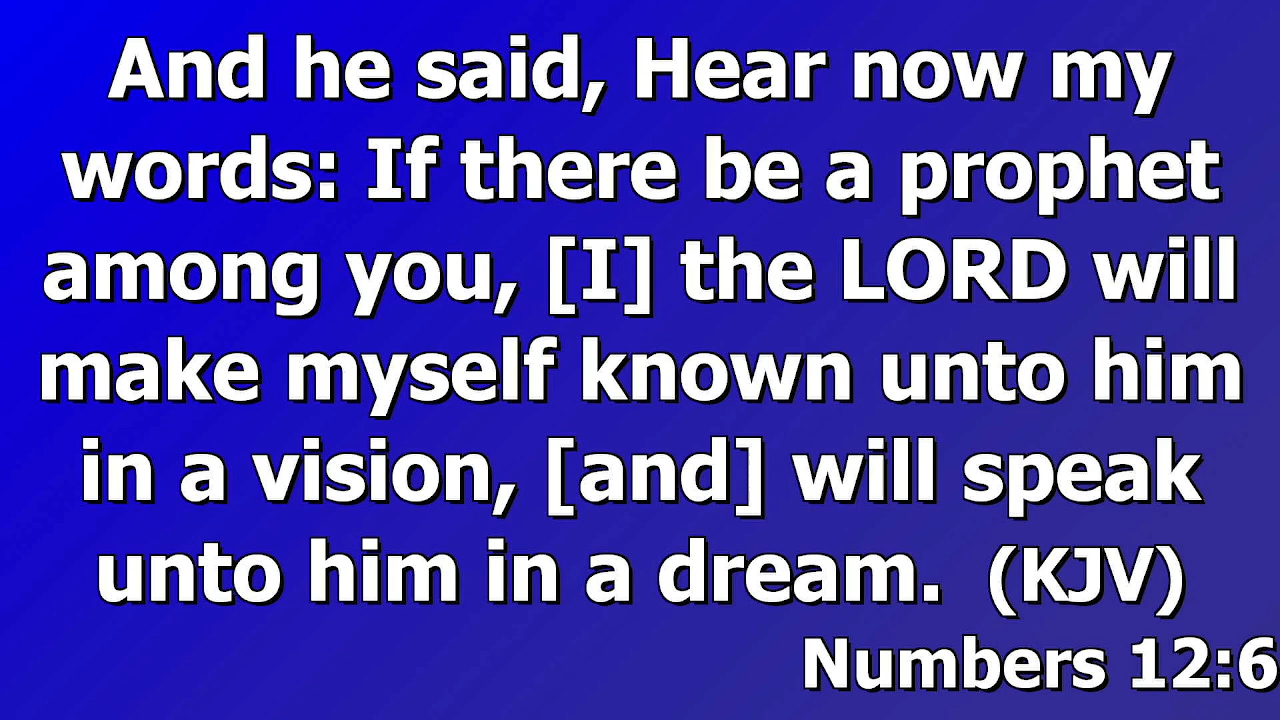 And he said, Hear now my
words: If there be a prophet
among you, [I] the LORD will
make myself known unto him
in a vision, [and] will speak
unto him in a dream. (KJV)
Numbers 12:6